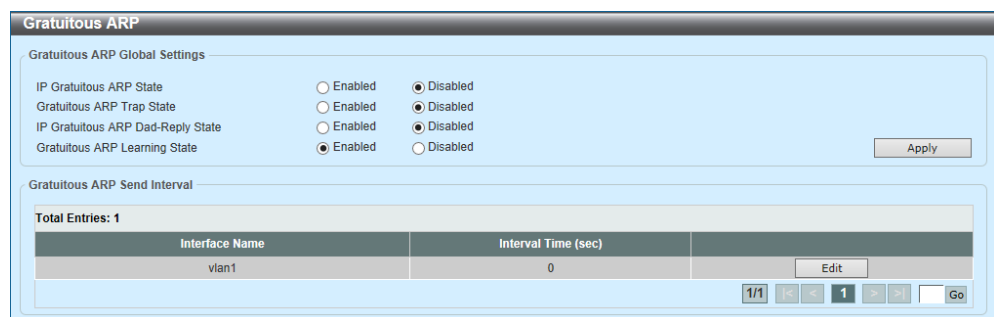 Gratuitous ARP
Gratuitous ARP Global Settings
IP Gratuitous ARP State Enabled Disabled
Gratuitous ARP Trap State Enabled Disabled
IP Gratuitous ARP Dad-Reply State Enabled Disabled
Gratuitous ARP Learning State Enabled Disabled Apply
Gratuitous ARP Send Interval
Total Entries: 1
Interface Name Interval Time (sec)
vlan1 0 Edit
1/1 |< < 1 > >| Go